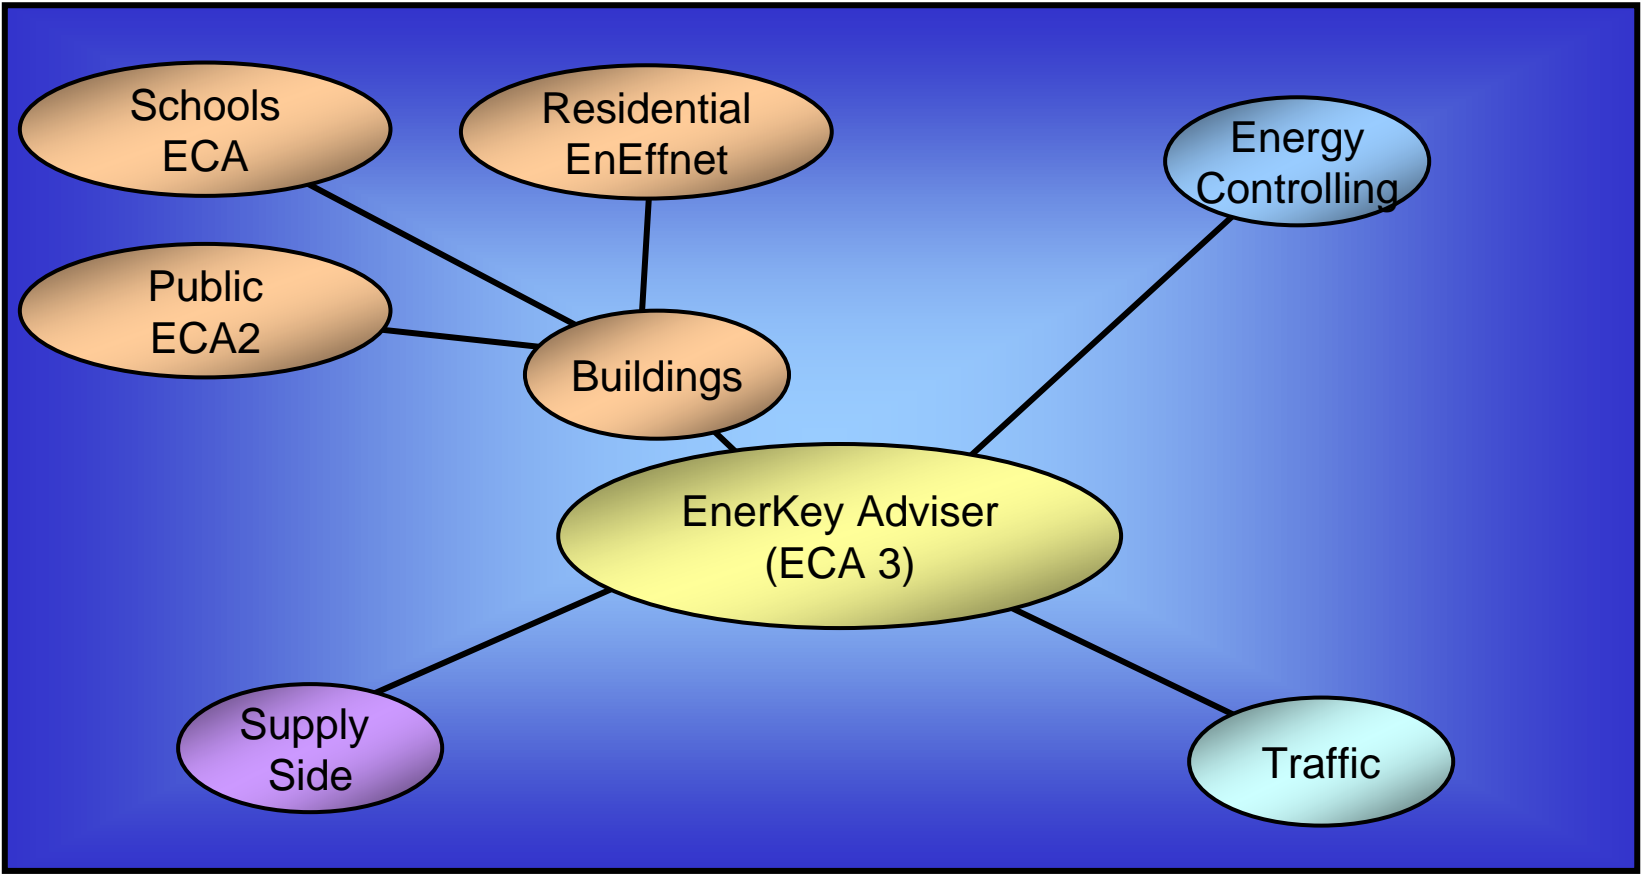 Schools
ECA
Residential
EnEffnet
Energy
Controlling
Public
ECA2
Buildings
EnerKey Adviser
(ECA 3)
Supply
Side
Traffic